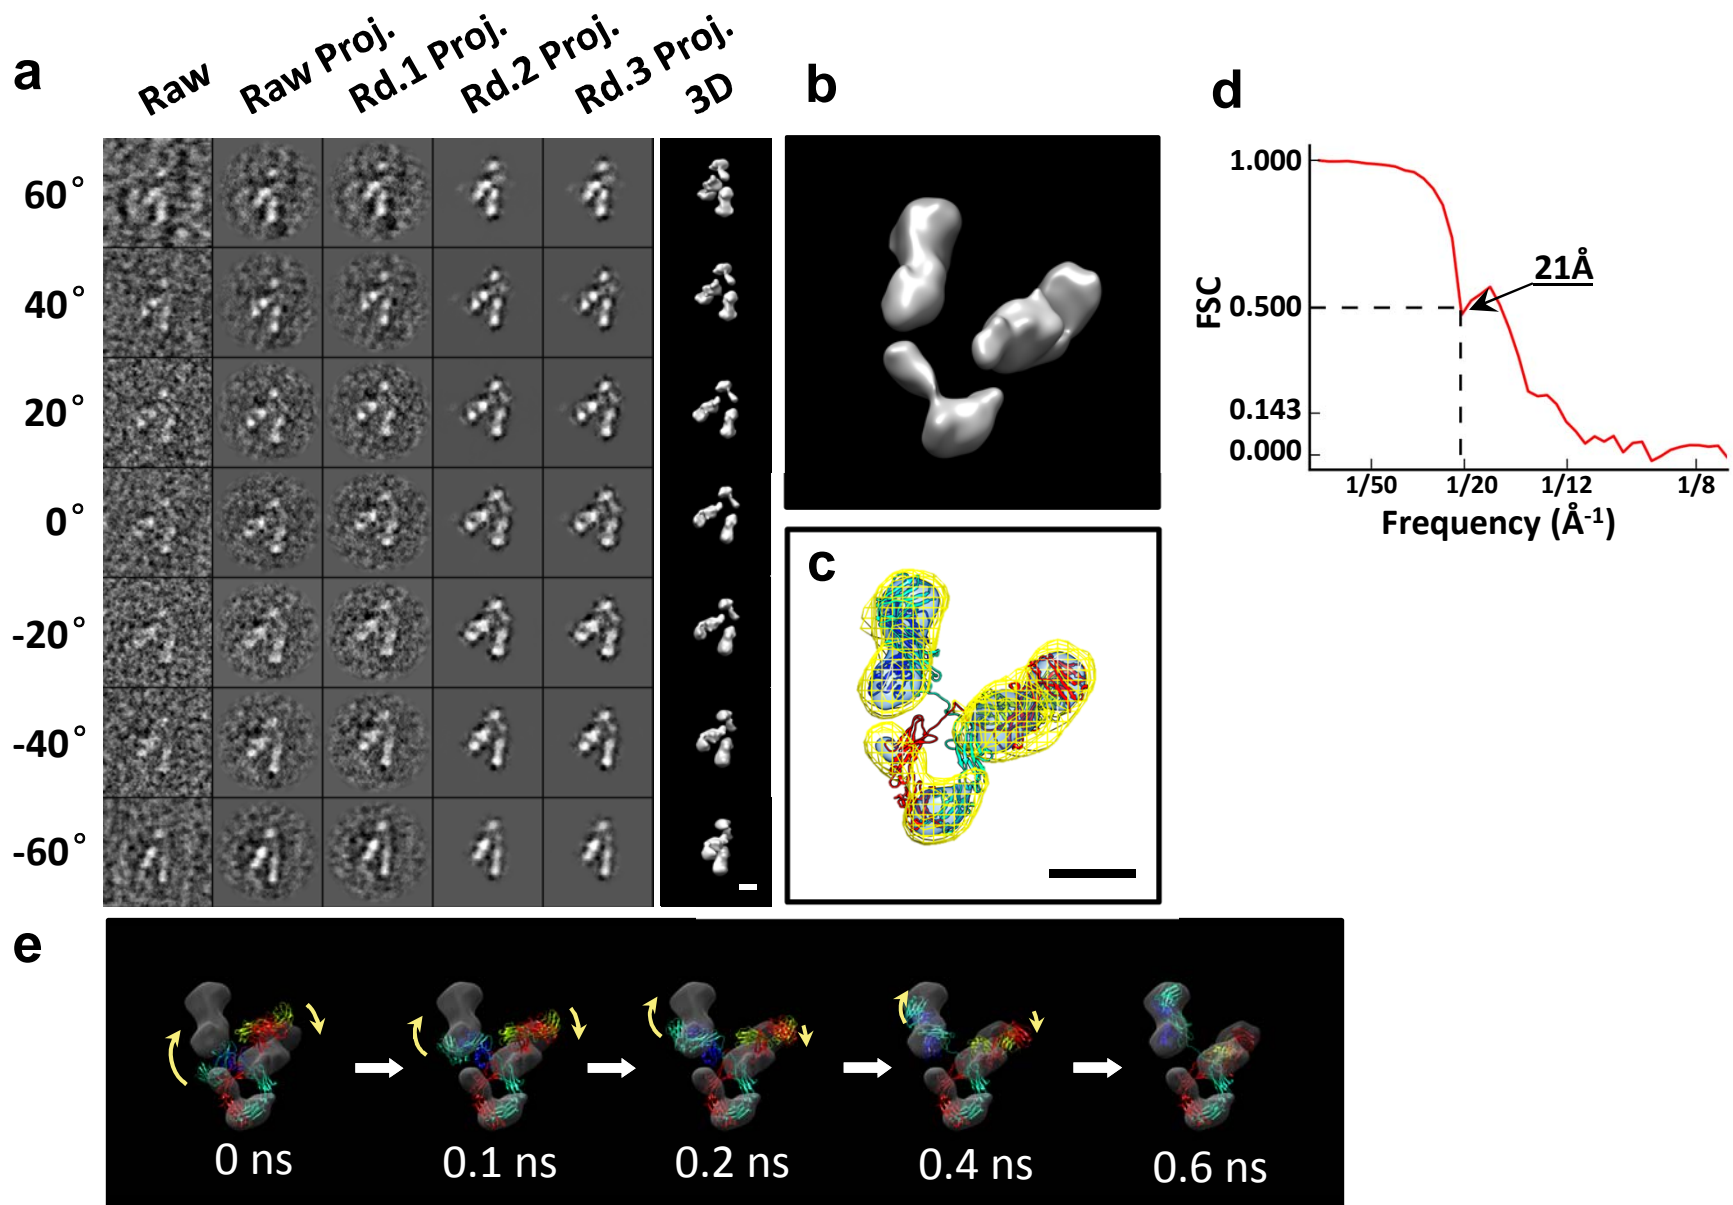 a
Raw
Raw Proj.
Rd.1 Proj.
Rd.2 Proj.
Rd.3 Proj.
3D
60°
40°
20°
0°
-20°
-40°
-60°
b
c
d
1.000
0.500
0.143
0.000
FSC
21Å
1/50 1/20 1/12 1/8
Frequency (Å-1)
e
0 ns 0.1 ns 0.2 ns 0.4 ns 0.6 ns